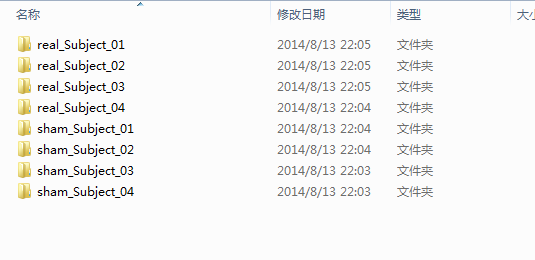 名称 修改日期 类型 大小
real_Subject_01 2014/8/13 22:05 文件夹
real_Subject_02 2014/8/13 22:05 文件夹
real_Subject_03 2014/8/13 22:05 文件夹
real_Subject_04 2014/8/13 22:04 文件夹
sham_Subject_01 2014/8/13 22:04 文件夹
sham_Subject_02 2014/8/13 22:04 文件夹
sham_Subject_03 2014/8/13 22:03 文件夹
sham_Subject_04 2014/8/13 22:03 文件夹